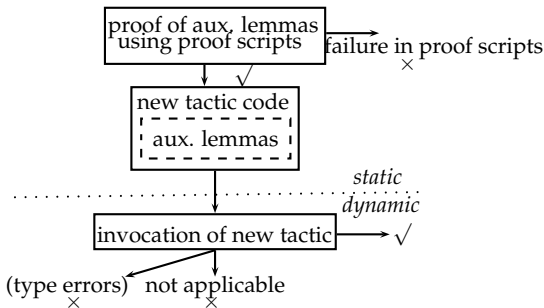 proof of aux. lemmas
using proof scripts
failure in proof scripts
×
√
new tactic code
aux. lemmas
static
dynamic
invocation of new tactic
√
(type errors) not applicable
× ×